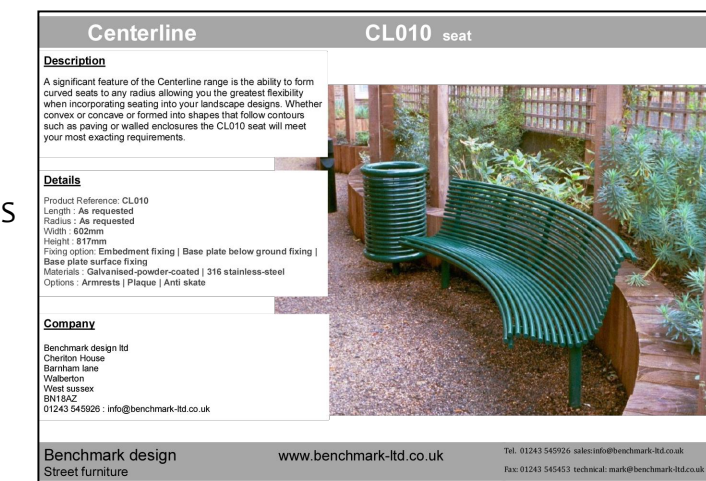 Centerline CL010 seat
Description
A significant feature of the Centerline range is the ability to form
curved seats to any radius allowing you the greatest flexibility
when incorporating seating into your landscape designs. Whether
convex or concave or formed into shapes that follow contours
such as paving or walled enclosures the CL010 seat will meet
your most exacting requirements.
S
Details
Product Reference: CL010
Length : As requested
Radius : As requested
Width : 602mm
Height : 817mm
Fixing option: Embedment fixing | Base plate below ground fixing |
Base plate surface fixing
Materials : Galvanised-powder-coated | 316 stainless-steel
Options : Armrests | Plaque | Anti skate
Company
Benchmark design ltd
Cheriton House
Barnham lane
Walberton
West sussex
BN18AZ
01243 545926 : info@benchmark-ltd.co.uk
Benchmark design
Street furniture
www.benchmark-ltd.co.uk
Tel. 01243 545926 sales:info@benchmark-ltd.co.uk
Fax: 01243 545453 technical: mark@benchmark-ltd.co.uk